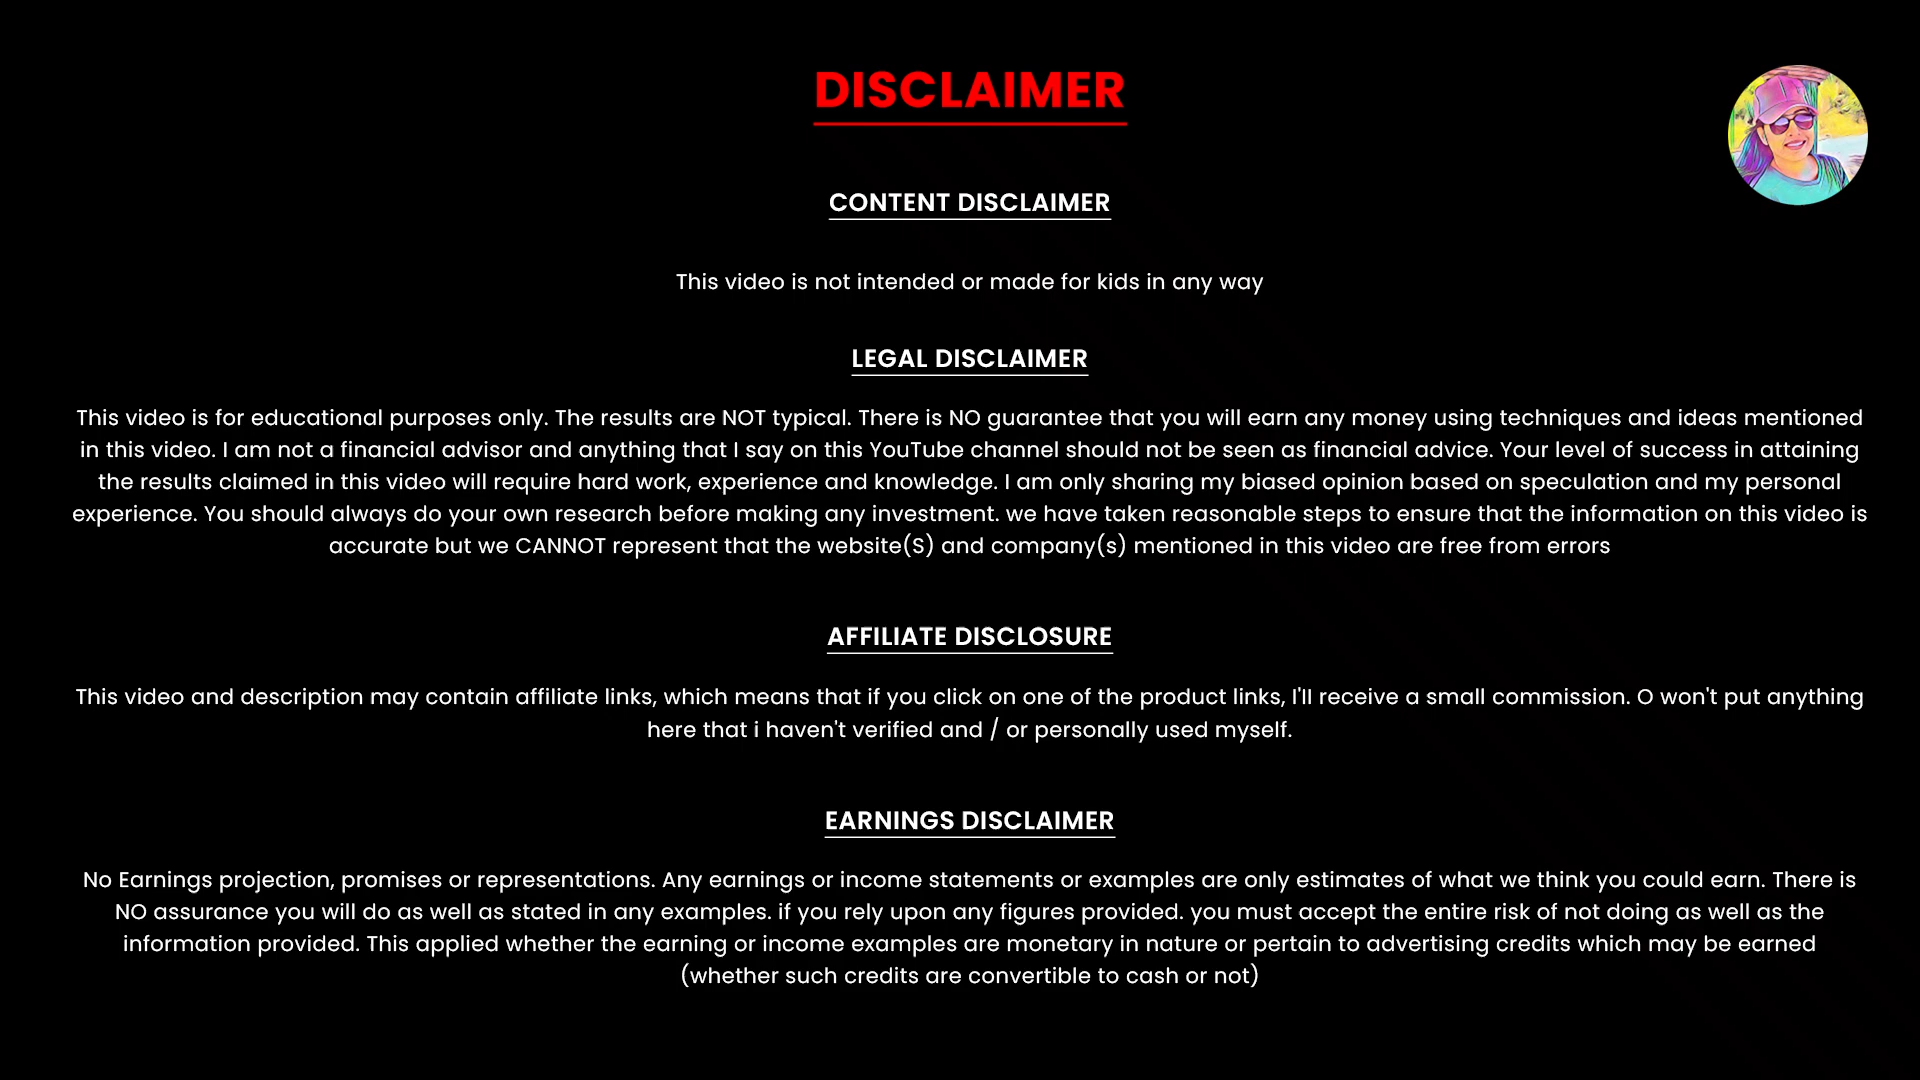 DISCLAIMER
CONTENT DISCLAIMER
This video is not intended or made for kids in any way
LEGAL DISCLAIMER
This video is for educational purposes only. The results are NOT typical. There is NO guarantee that you will earn any money using techniques and ideas mentioned
in this video. I am not a financial advisor and anything that I say on this YouTube channel should not be seen as financial advice. Your level of success in attaining
the results claimed in this video will require hard work, experience and knowledge. I am only sharing my biased opinion based on speculation and my personal
experience. You should always do your own research before making any investment. we have taken reasonable steps to ensure that the information on this video is
accurate but we CANNOT represent that the website(S) and company(s) mentioned in this video are free from errors
AFFILIATE DISCLOSURE
This video and description may contain affiliate links, which means that if you click on one of the product links, I'll receive a small commission. O won't put anything
here that i haven't verified and / or personally used myself.
EARNINGS DISCLAIMER
No Earnings projection, promises or representations. Any earnings or income statements or examples are only estimates of what we think you could earn. There is
NO assurance you will do as well as stated in any examples. if you rely upon any figures provided. you must accept the entire risk of not doing as well as the
information provided. This applied whether the earning or income examples are monetary in nature or pertain to advertising credits which may be earned
(whether such credits are convertible to cash or not)